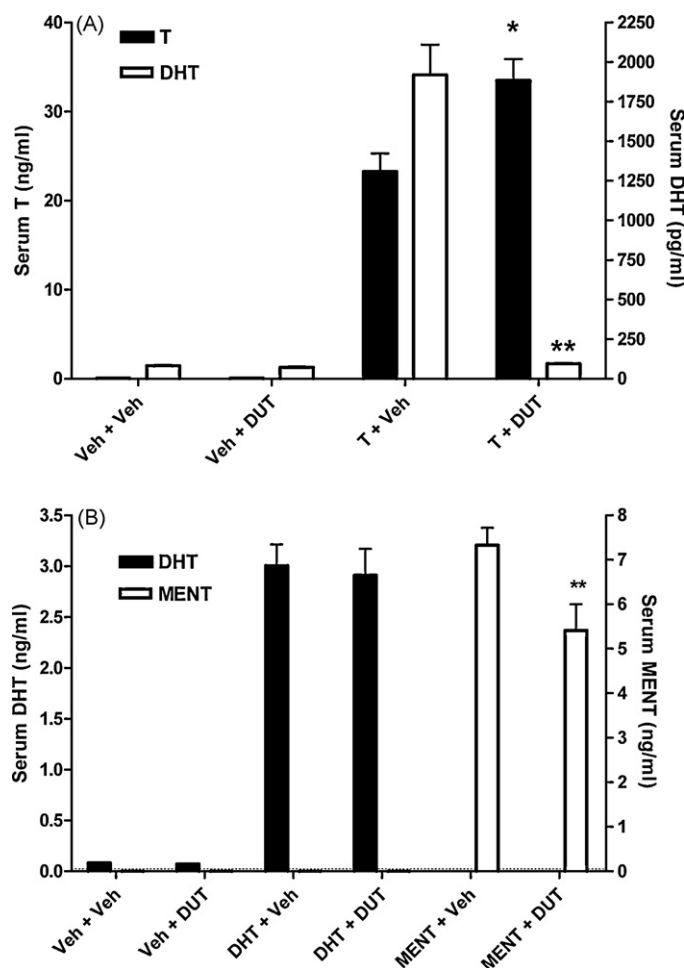 (A)
T
DHT
Serum T (ng/ml)
40
30
20
10
0
*
**
Serum DHT (pg/ml)
2250
2000
1750
1500
1250
1000
750
500
250
0
Veh + Veh
Veh + DUT
T + Veh
T + DUT
(B)
DHT
MENT
Serum DHT (ng/ml)
3.5
3.0
2.5
2.0
1.5
1.0
0.5
0.0
**
Serum MENT (ng/ml)
8
7
6
5
4
3
2
1
0
Veh + Veh
Veh + DUT
DHT + Veh
DHT + DUT
MENT + Veh
MENT + DUT